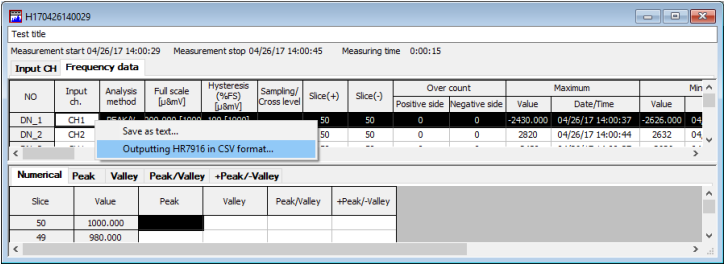 H170426140029
Test title
Measurement start 04/26/17 14:00:29 Measurement stop 04/26/17 14:00:45 Measuring time 0:00:15
Input CH Frequency data
NO Input ch. Analysis method Full scale [μ&mV] Hysteresis (%FS) [μ&mV] Sampling/ Cross level Slice(+) Slice(-) Over count Maximum
Positive side Negative side Value Date/Time Value
DN_1 CH1 50 50 0 0 -2430.000 04/26/17 14:00:37 -2626.000 04
DN_2 CH2 50 50 0 0 2820 04/26/17 14:00:44 2632 04
Save as text...
Outputting HR7916 in CSV format...
Numerical Peak Valley Peak/Valley +Peak/-Valley
Slice Value Peak Valley Peak/Valley +Peak/-Valley
50 1000.000
49 980.000